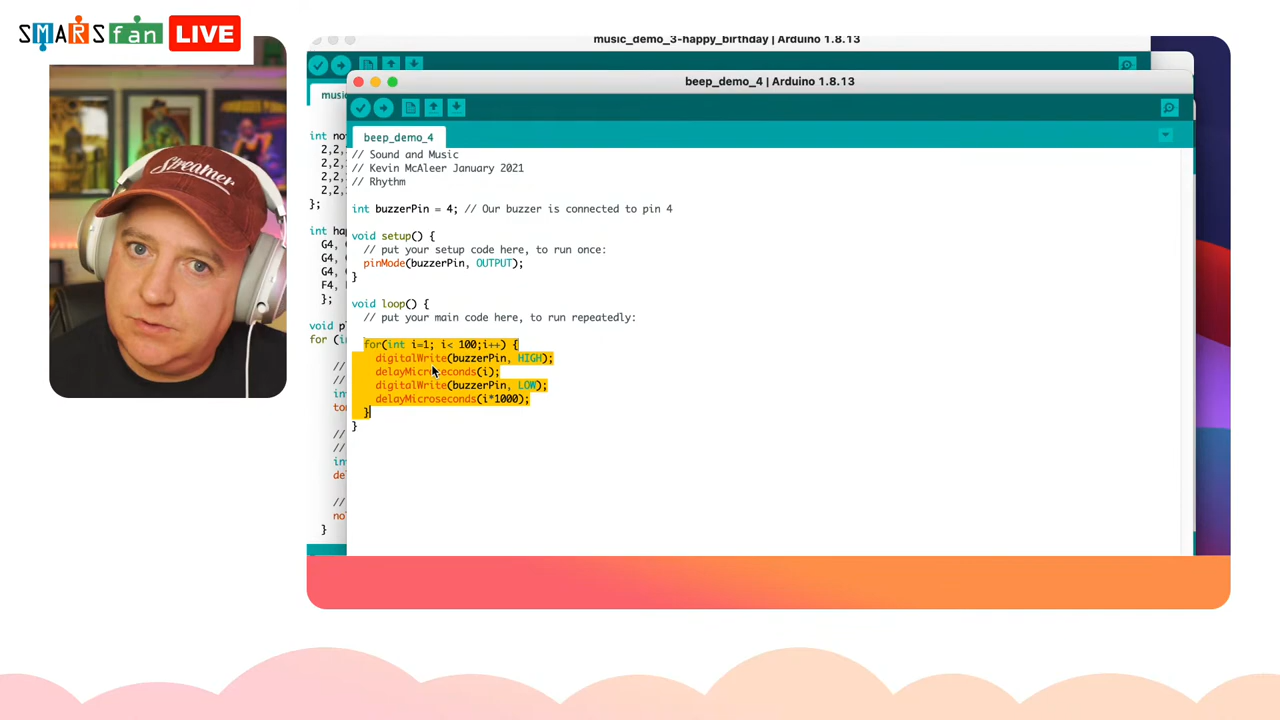 SMARS fan LIVE
Streamer
music_demo_3-happy_birthday | Arduino 1.8.13
beep_demo_4 | Arduino 1.8.13
beep_demo_4
// Sound and Music
// Kevin McAleer January 2021
// Rhythm
int buzzerPin = 4; // Our buzzer is connected to pin 4
void setup() {
// put your setup code here, to run once:
pinMode(buzzerPin, OUTPUT);
}
void loop() {
// put your main code here, to run repeatedly:
for(int i=1; i< 100;i++) {
digitalWrite(buzzerPin, HIGH);
delayMicroseconds(i);
digitalWrite(buzzerPin, LOW);
delayMicroseconds(i*1000);
}
}
int
2,2,
2,2,
2,2,
2,2,
};
int
G4,
G4,
G4,
F4,
};
void
for (in
//
//
//
//
}